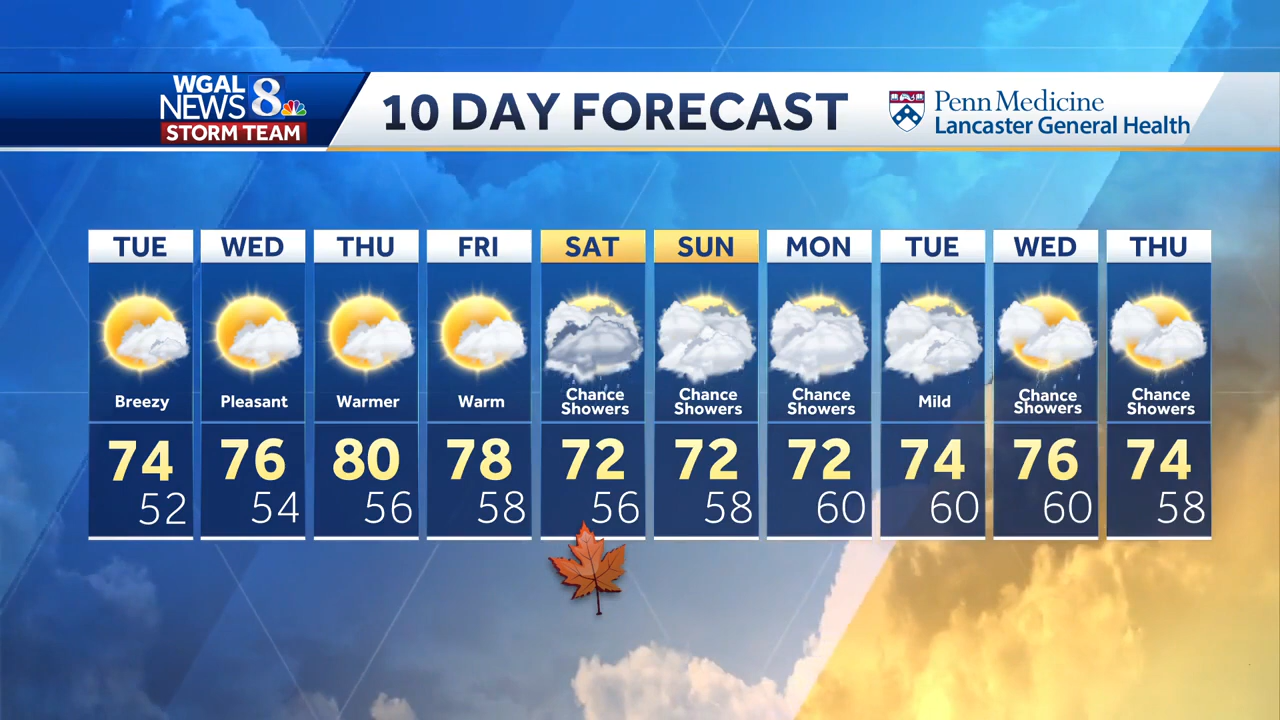 WGAL
NEWS 8
STORM TEAM
10 DAY FORECAST
Penn Medicine
Lancaster General Health
TUE WED THU FRI SAT SUN MON TUE WED THU
Breezy Pleasant Warmer Warm Chance Showers Chance Showers Chance Showers Mild Chance Showers Chance Showers
74 76 80 78 72 72 72 74 76 74
52 54 56 58 56 58 60 60 60 58